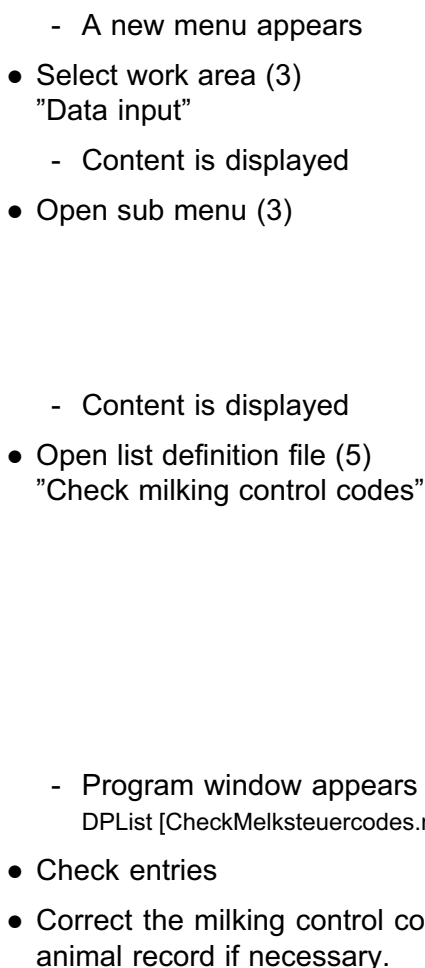 - A new menu appears
● Select work area (3)
”Data input”
- Content is displayed
● Open sub menu (3)
- Content is displayed
● Open list definition file (5)
”Check milking control codes”
- Program window appears
DPList [CheckMelksteuercodes.
● Check entries
● Correct the milking control
animal record if necessary.